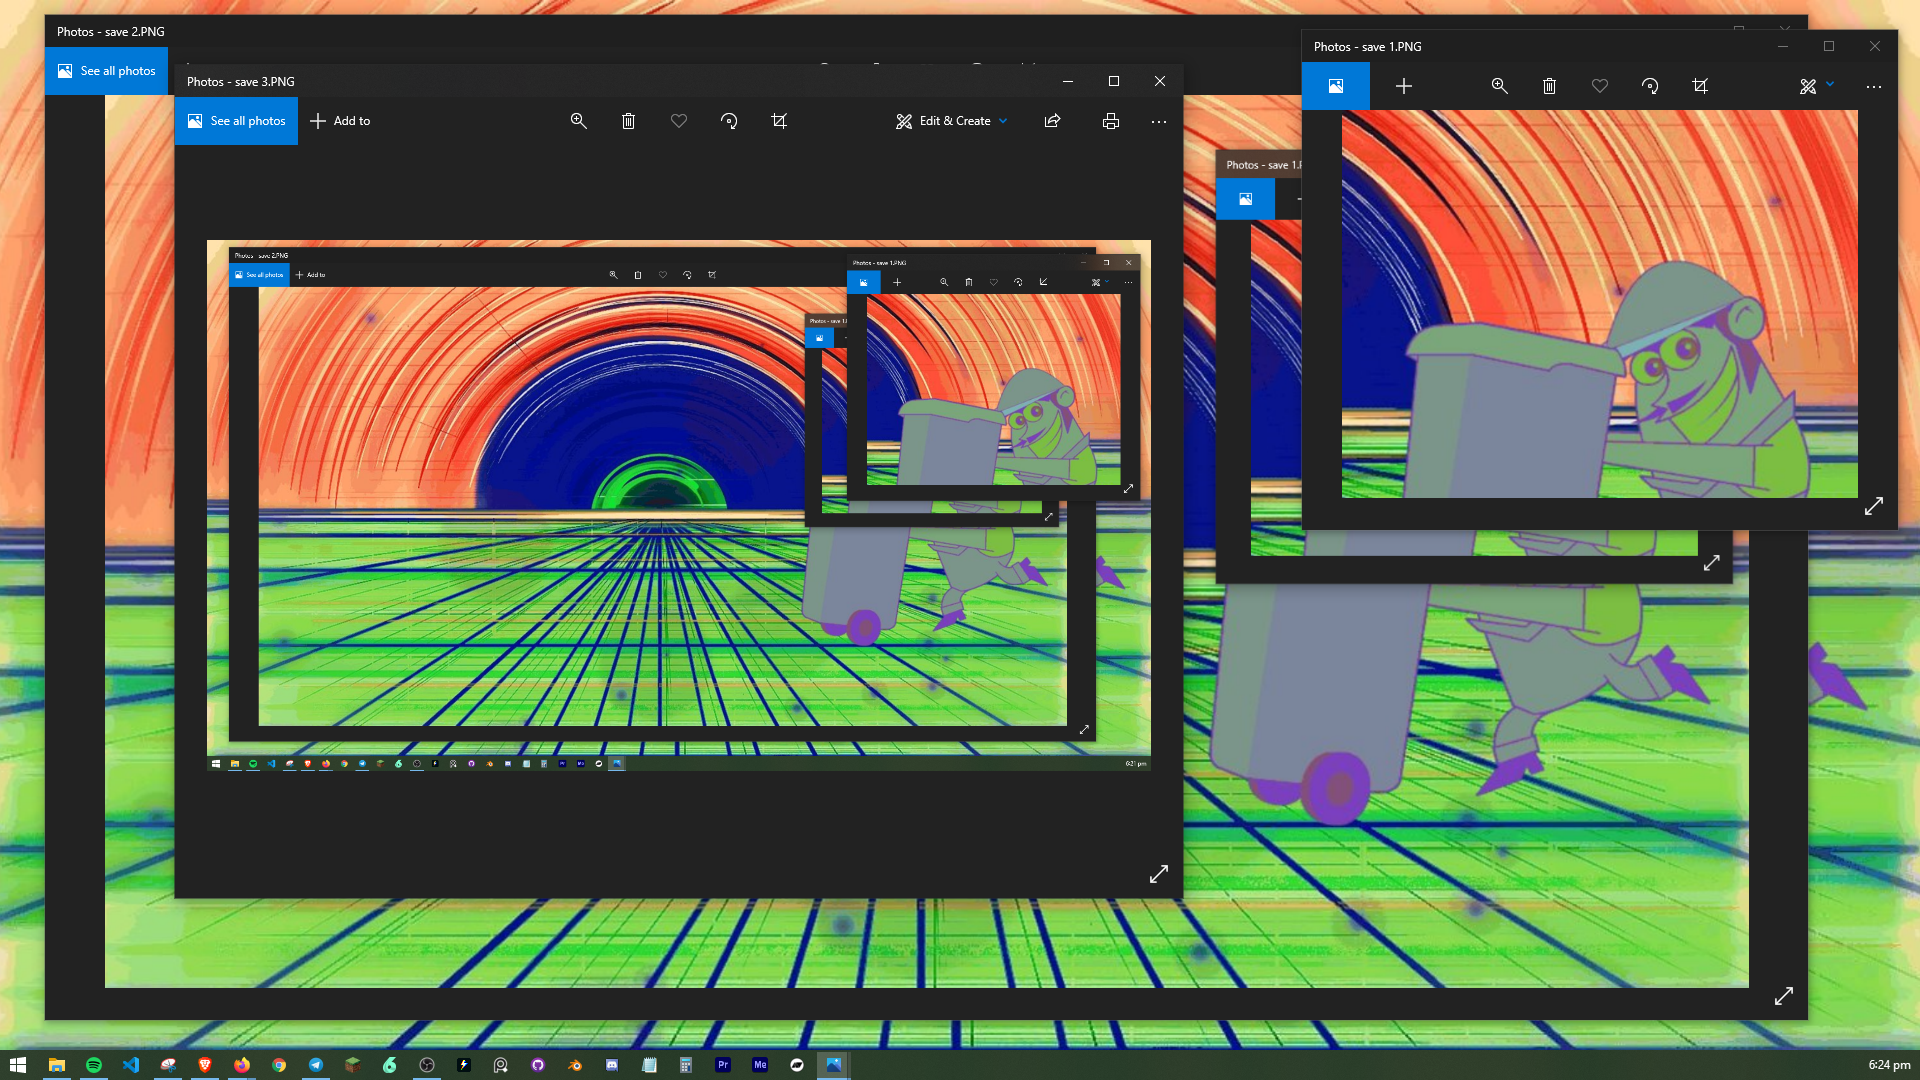 Photos - save 2.PNG
See all photos
Photos - save 3.PNG
See all photos
Add to
Edit & Create
Photos - save 2.PNG
See all photos
Add to
Photos - save 1.PNG
Photos - save 1.
6:21 pm
Photos - save 1.PNG
Photos - save 1.P
Pr
Me
6:24 pm